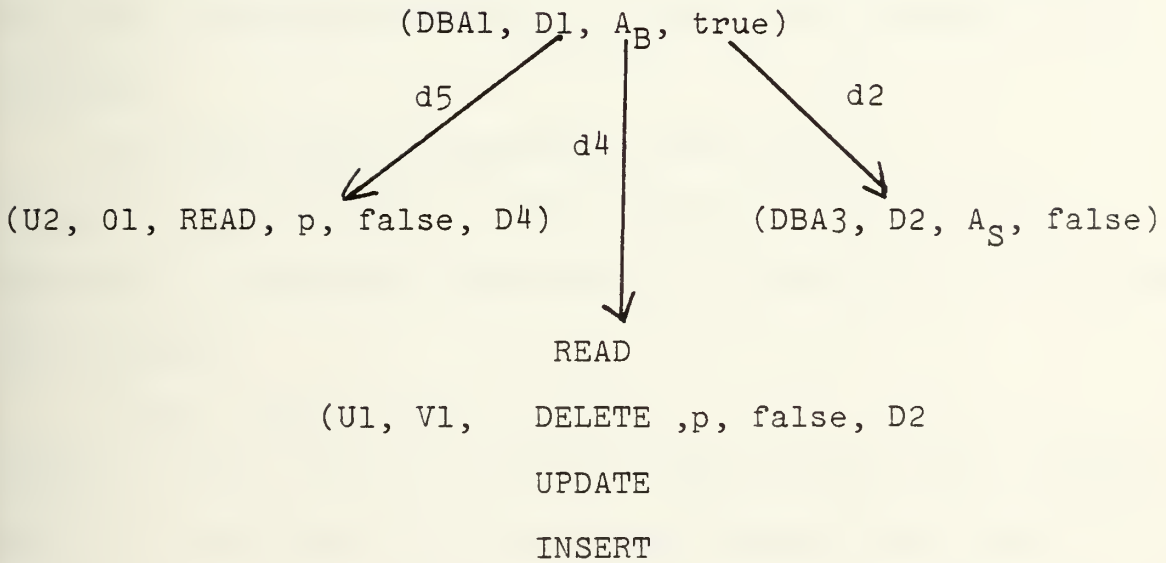 (DBA1, D1, A_B, true)
d5
d2
d4
(U2, O1, READ, p, false, D4)
(DBA3, D2, A_S, false)
READ
(U1, V1, DELETE ,p, false, D2
UPDATE
INSERT